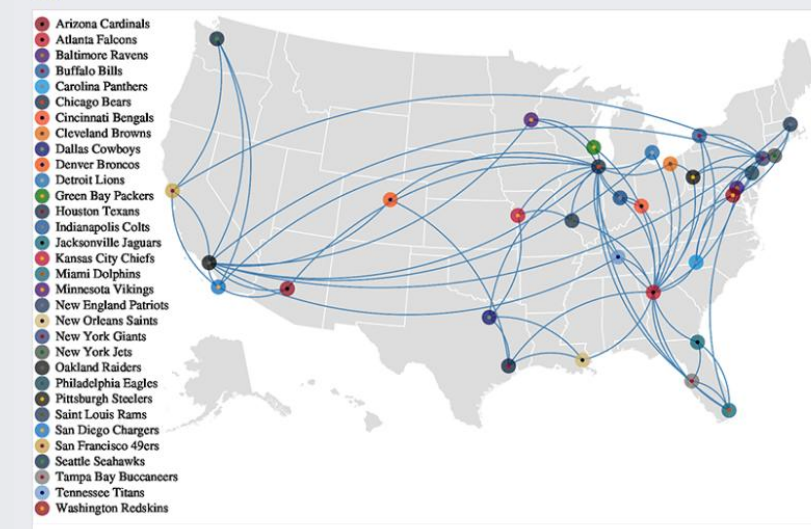 Arizona Cardinals
Atlanta Falcons
Baltimore Ravens
Buffalo Bills
Carolina Panthers
Chicago Bears
Cincinnati Bengals
Cleveland Browns
Dallas Cowboys
Denver Broncos
Detroit Lions
Green Bay Packers
Houston Texans
Indianapolis Colts
Jacksonville Jaguars
Kansas City Chiefs
Miami Dolphins
Minnesota Vikings
New England Patriots
New Orleans Saints
New York Giants
New York Jets
Oakland Raiders
Philadelphia Eagles
Pittsburgh Steelers
Saint Louis Rams
San Diego Chargers
San Francisco 49ers
Seattle Seahawks
Tampa Bay Buccaneers
Tennessee Titans
Washington Redskins